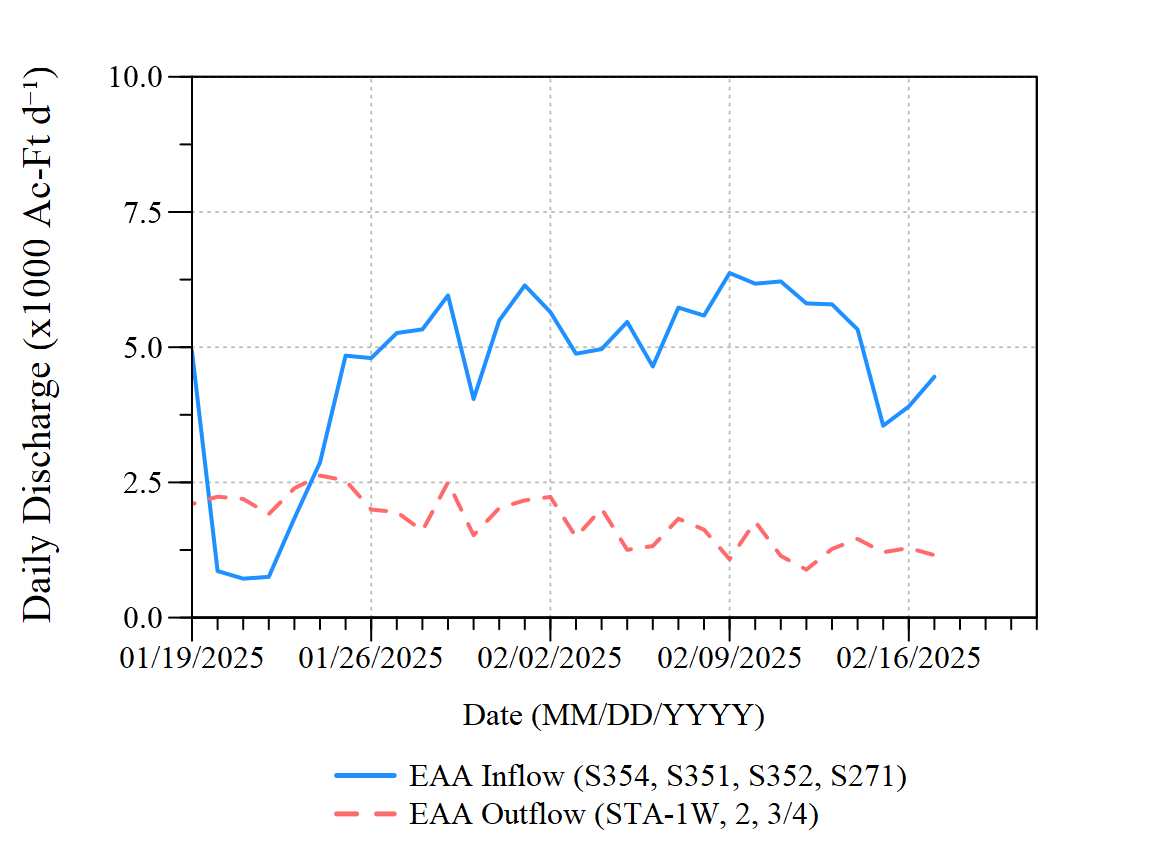 Daily Discharge (x1000 Ac-Ft d⁻¹)
10.0
7.5
5.0
2.5
0.0
01/19/2025 01/26/2025 02/02/2025 02/09/2025 02/16/2025
Date (MM/DD/YYYY)
EAA Inflow (S354, S351, S352, S271)
EAA Outflow (STA-1W, 2, 3/4)